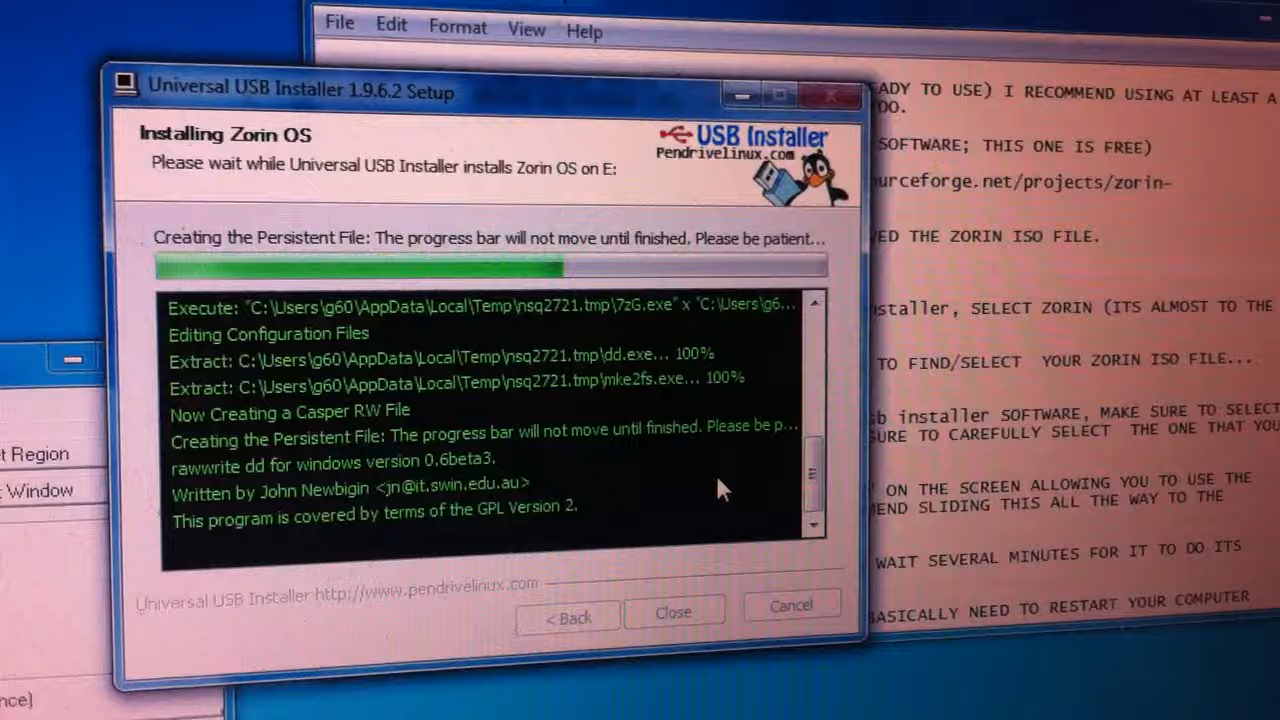 File Edit Format View Help
Universal USB Installer 1.9.6.2 Setup
Installing Zorin OS
Please wait while Universal USB Installer installs Zorin OS on E:
USB Installer
Pendrivelinux.com
Creating the Persistent File: The progress bar will not move until finished. Please be patient...
Execute: "C:\Users\g60\AppData\Local\Temp\nsq2721.tmp\7zG.exe" x "C:\Users\g6...
Editing Configuration Files
Extract: C:\Users\g60\AppData\Local\Temp\nsq2721.tmp\dd.exe... 100%
Extract: C:\Users\g60\AppData\Local\Temp\nsq2721.tmp\mke2fs.exe... 100%
Now Creating a Casper RW File
Creating the Persistent File: The progress bar will not move until finished. Please be p...
rawwrite dd for windows version 0.6beta3.
Written by John Newbigin <jn@it.swin.edu.au>
This program is covered by terms of the GPL Version 2.
Universal USB Installer http://www.pendrivelinux.com
< Back Close Cancel
EADY TO USE) I RECOMMEND USING AT LEAST A
OO.
SOFTWARE; THIS ONE IS FREE)
ourceforge.net/projects/zorin-
VED THE ZORIN ISO FILE.
nstaller, SELECT ZORIN (ITS ALMOST TO THE
TO FIND/SELECT YOUR ZORIN ISO FILE...
sb installer SOFTWARE, MAKE SURE TO SELECT
SURE TO CAREFULLY SELECT THE ONE THAT YOU
ON THE SCREEN ALLOWING YOU TO USE THE
MEND SLIDING THIS ALL THE WAY TO THE
WAIT SEVERAL MINUTES FOR IT TO DO ITS
BASICALLY NEED TO RESTART YOUR COMPUTER
t Region
Window
nce)